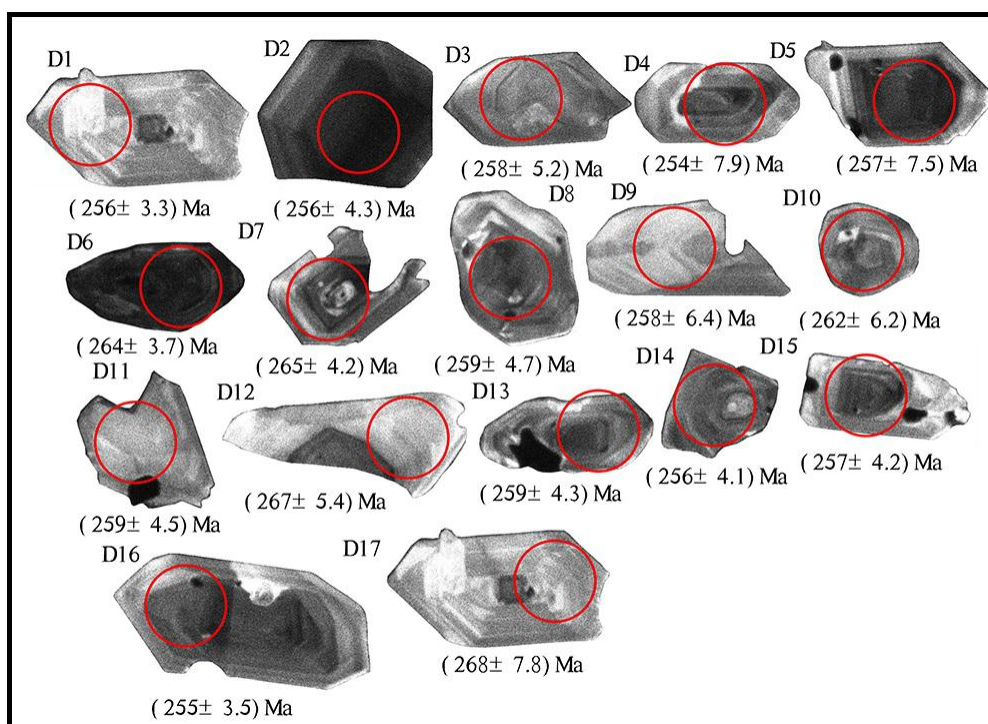 D1
D2
D3
D4
D5
(256± 3.3) Ma
(256± 4.3) Ma
(258± 5.2) Ma
(254± 7.9) Ma
(257± 7.5) Ma
D6
D7
D8
D9
D10
(264± 3.7) Ma
(265± 4.2) Ma
(259± 4.7) Ma
(258± 6.4) Ma
(262± 6.2) Ma
D11
D12
D13
D14
D15
(259± 4.5) Ma
(267± 5.4) Ma
(259± 4.3) Ma
(256± 4.1) Ma
(257± 4.2) Ma
D16
D17
(255± 3.5) Ma
(268± 7.8) Ma